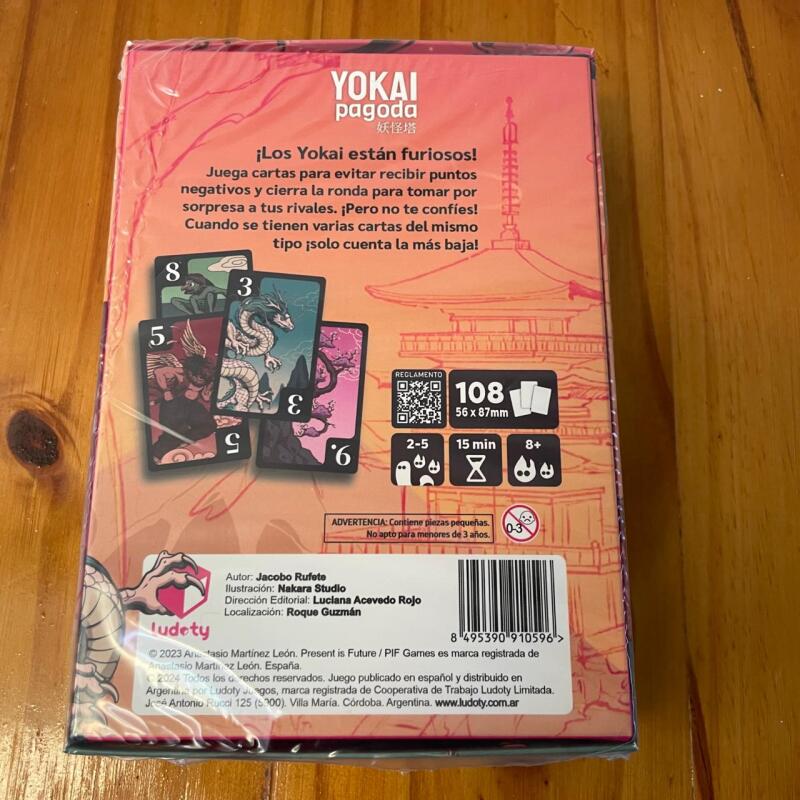 YOKAI
pagoda
妖怪塔
¡Los Yokai están furiosos!
Juega cartas para evitar recibir puntos
negativos y cierra la ronda para tomar por
sorpresa a tus rivales. ¡Pero no te confíes!
Cuando se tienen varias cartas del mismo
tipo ¡solo cuenta la más baja!
8
3
5
3
5
9.
REGLAMENTO
108
56 x 87mm
2-5
15 min
8+
ADVERTENCIA: Contiene piezas pequeñas.
No apto para menores de 3 años.
0-3
ludoty
Autor: Jacobo Rufete
Ilustración: Nakara Studio
Dirección Editorial: Luciana Acevedo Rojo
Localización: Roque Guzmán
8 495390 910596 >
© 2023 Anastasio Martínez León. Present is Future / PIF Games es marca registrada de
Anastasio Martínez León. España.
© 2024 Todos los derechos reservados. Juego publicado en español y distribuido en
Argentina por Ludoty Juegos, marca registrada de Cooperativa de Trabajo Ludoty Limitada.
José Antonio Rucci 125 (5900). Villa María. Córdoba. Argentina. www.ludoty.com.ar